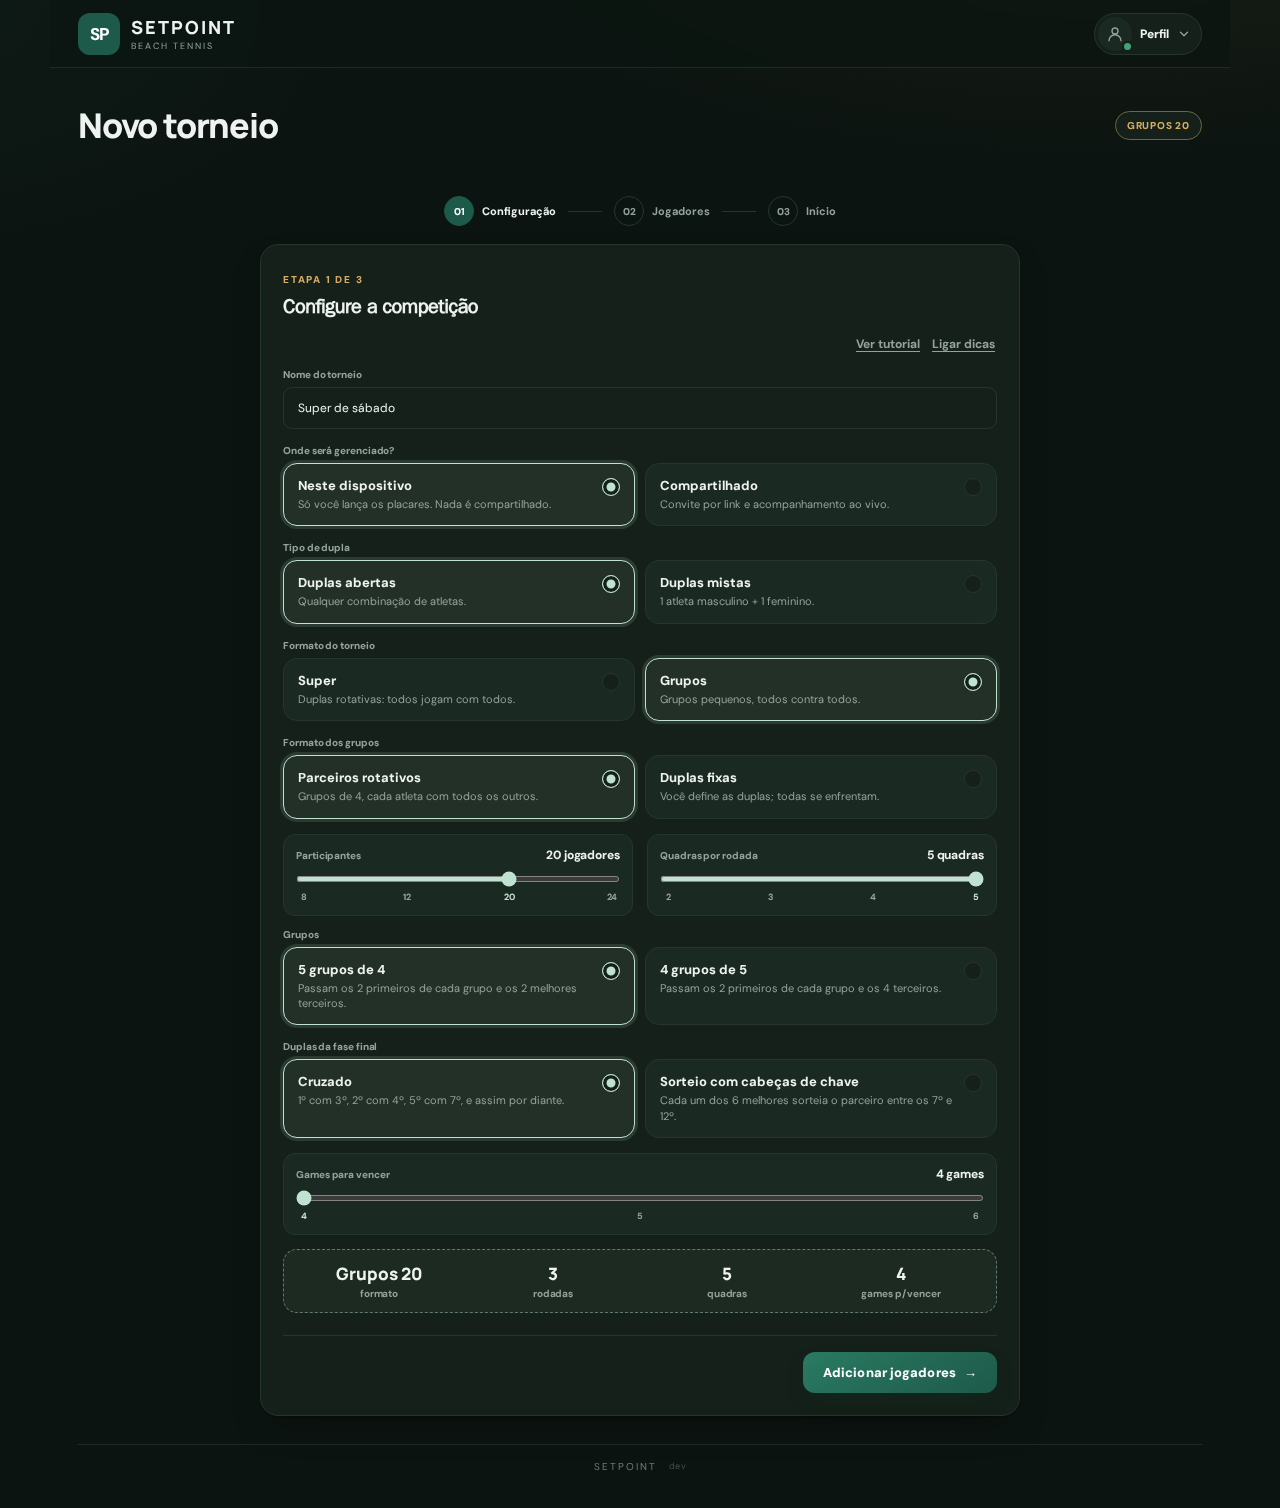 SP
SETPOINT
BEACH TENNIS
Perfil
Novo torneio
GRUPOS 20
01 Configuração 02 Jogadores 03 Início
ETAPA 1 DE 3
Configure a competição
Ver tutorial Ligar dicas
Nome do torneio
Super de sábado
Onde será gerenciado?
Neste dispositivo
Só você lança os placares. Nada é compartilhado.
Compartilhado
Convite por link e acompanhamento ao vivo.
Tipo de dupla
Duplas abertas
Qualquer combinação de atletas.
Duplas mistas
1 atleta masculino + 1 feminino.
Formato do torneio
Super
Duplas rotativas: todos jogam com todos.
Grupos
Grupos pequenos, todos contra todos.
Formato dos grupos
Parceiros rotativos
Grupos de 4, cada atleta com todos os outros.
Duplas fixas
Você define as duplas; todas se enfrentam.
Participantes 20 jogadores
8 12 20 24
Quadras por rodada 5 quadras
2 3 4 5
Grupos
5 grupos de 4
Passam os 2 primeiros de cada grupo e os 2 melhores
terceiros.
4 grupos de 5
Passam os 2 primeiros de cada grupo e os 4 terceiros.
Duplas da fase final
Cruzado
1º com 3º, 2º com 4º, 5º com 7º, e assim por diante.
Sorteio com cabeças de chave
Cada um dos 6 melhores sorteia o parceiro entre os 7º e
12º.
Games para vencer 4 games
4 5 6
Grupos 20 3 5 4
formato rodadas quadras games p/ vencer
Adicionar jogadores →
SETPOINT dev